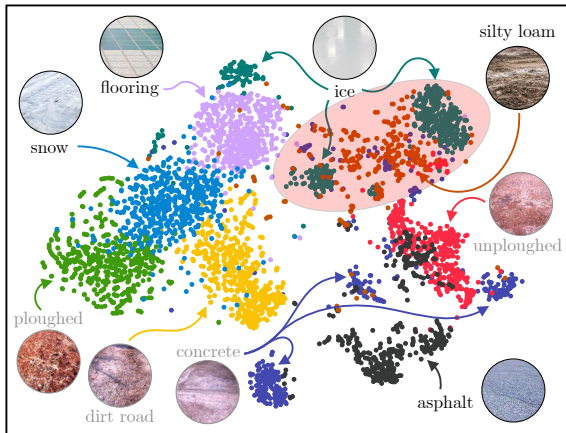 silty loam
flooring
ice
snow
unploughed
ploughed
concrete
dirt road
asphalt